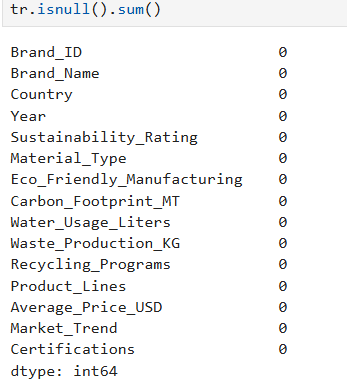 tr.isnull().sum()
Brand_ID 0
Brand_Name 0
Country 0
Year 0
Sustainability_Rating 0
Material_Type 0
Eco_Friendly_Manufacturing 0
Carbon_Footprint_MT 0
Water_Usage_Liters 0
Waste_Production_KG 0
Recycling_Programs 0
Product_Lines 0
Average_Price_USD 0
Market_Trend 0
Certifications 0
dtype: int64